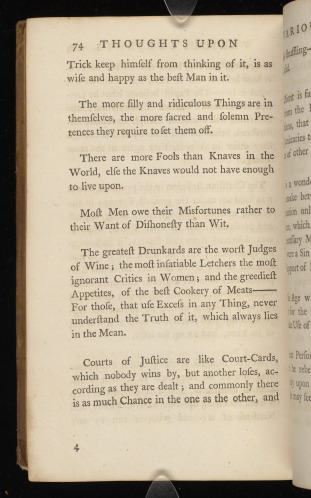 74 THOUGHTS UPON
Trick keep himſelf from thinking of it, is as
wiſe and happy as the beſt Man in it.
The more ſilly and ridiculous Things are in
themſelves, the more ſacred and ſolemn Pre-
tences they require to ſet them off.
There are more Fools than Knaves in the
World, elſe the Knaves would not have enough
to live upon.
Moſt Men owe their Misfortunes rather to
their Want of Diſhoneſty than Wit.
The greateſt Drunkards are the worſt Judges
of Wine; the moſt inſatiable Letchers the moſt
ignorant Critics in Women; and the greedieſt
Appetites, of the beſt Cookery of Meats——
For thoſe, that uſe Exceſs in any Thing, never
underſtand the Truth of it, which always lies
in the Mean.
Courts of Juſtice are like Court-Cards,
which nobody wins by, but another loſes, ac-
cording as they are dealt; and commonly there
is as much Chance in the one as the other, and
4